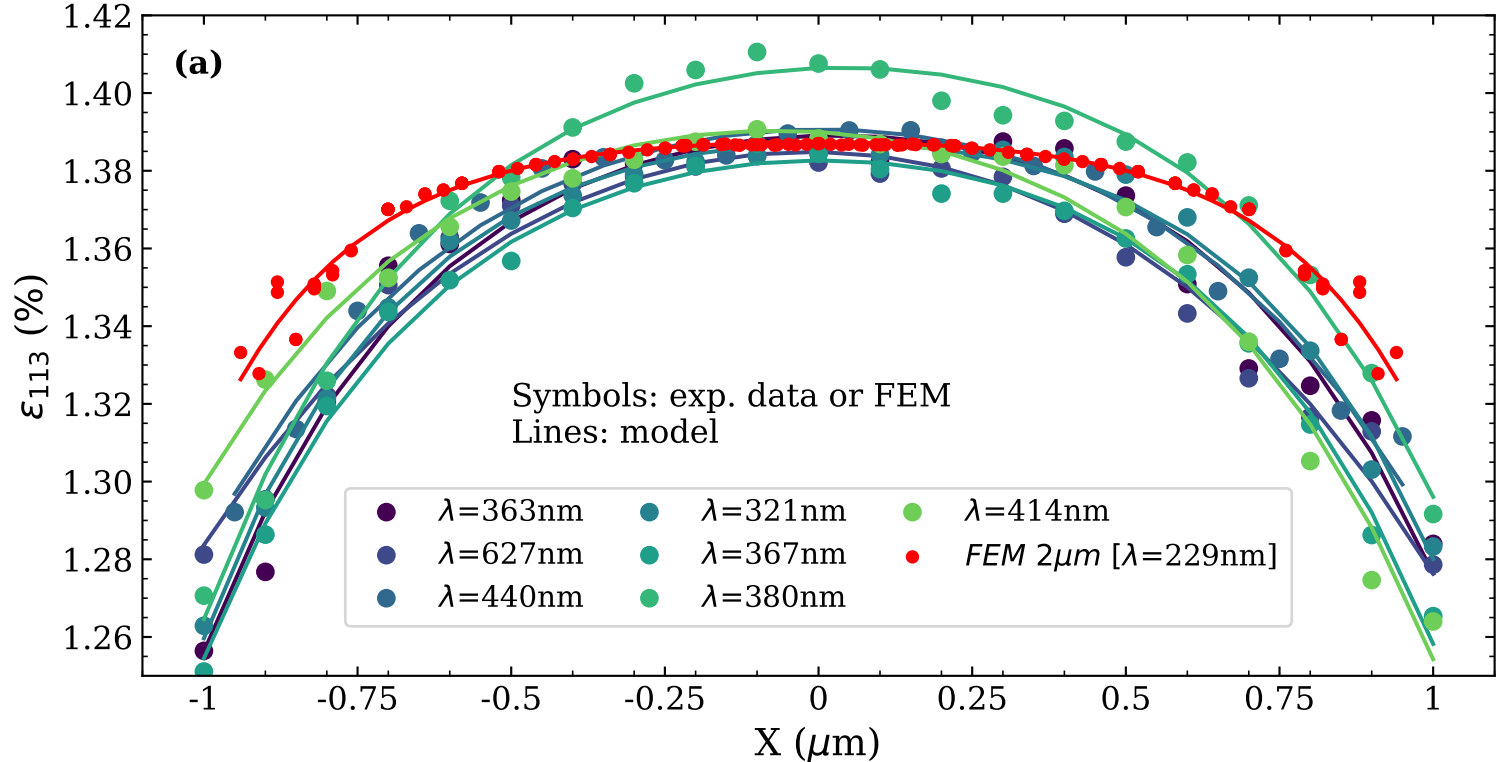 (a)
1.42
1.40
1.38
1.36
1.34
1.32
1.30
1.28
1.26
ε₁₁₃ (%)
Symbols: exp. data or FEM
Lines: model
λ=363nm
λ=627nm
λ=440nm
λ=321nm
λ=367nm
λ=380nm
λ=414nm
FEM 2μm [λ=229nm]
-1 -0.75 -0.5 -0.25 0 0.25 0.5 0.75 1
X (μm)